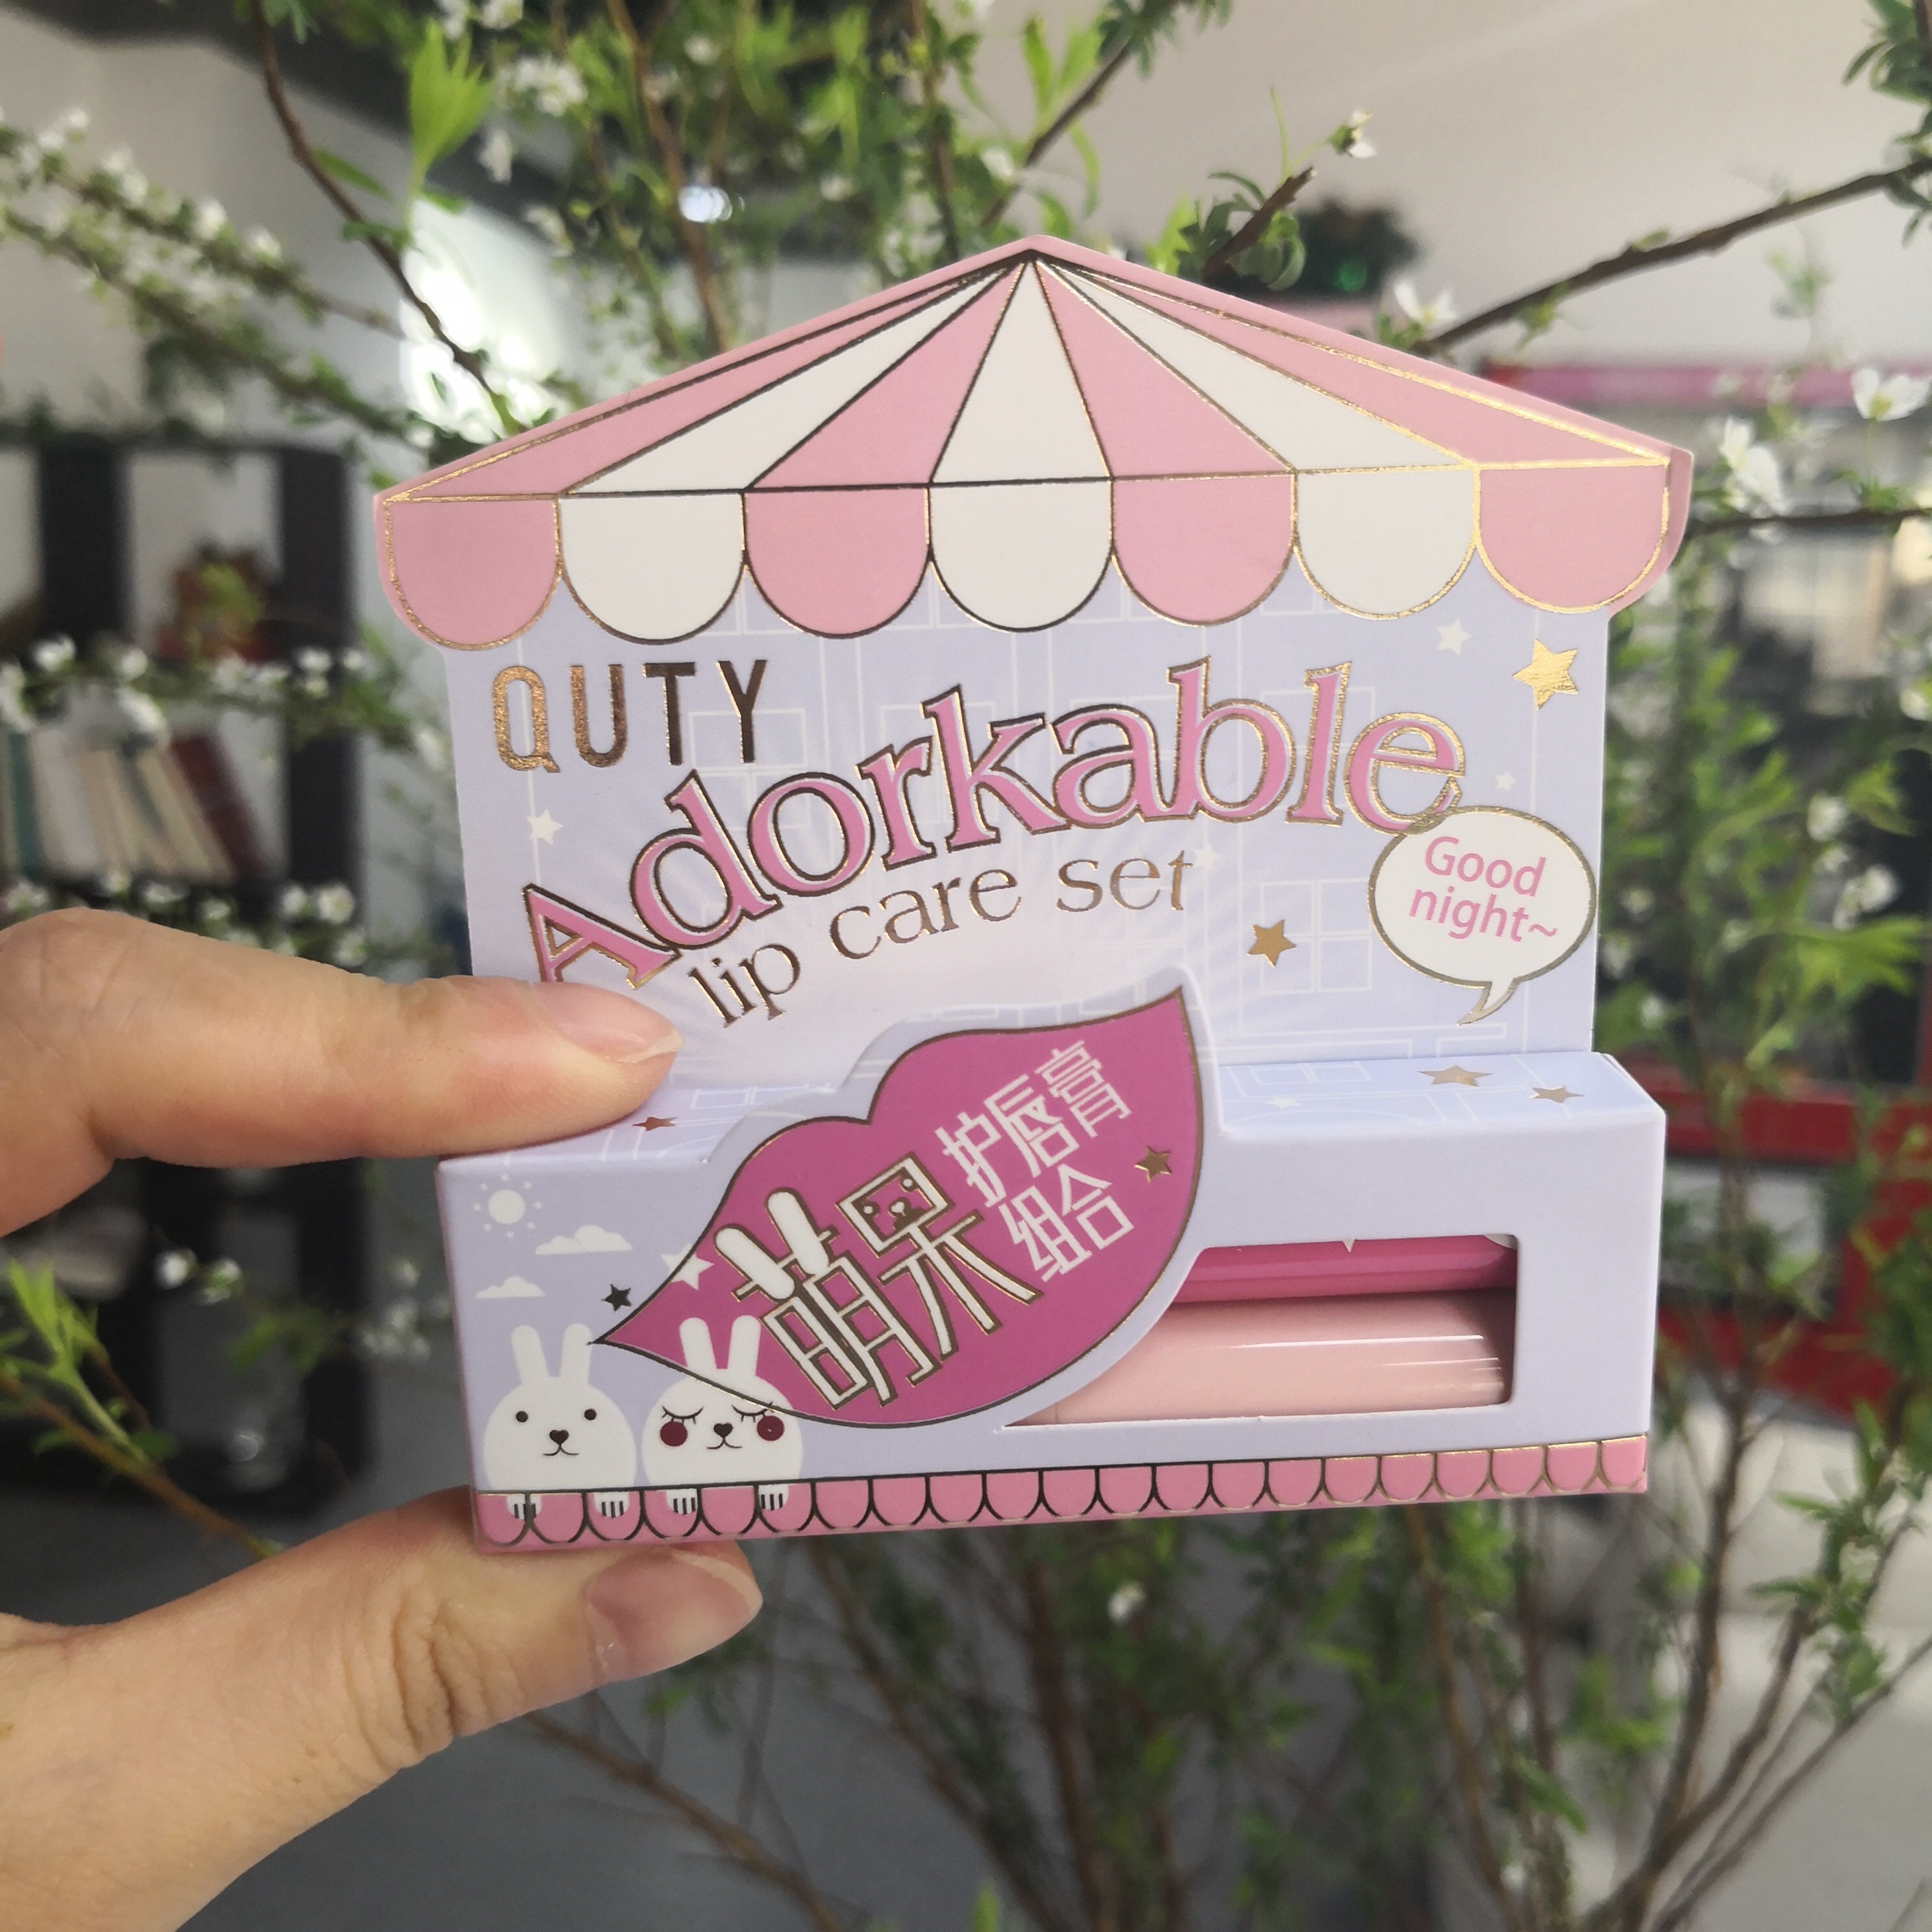 QUTY
Adorkable
lip care set
Good
night~
萌呆
护唇膏
组合